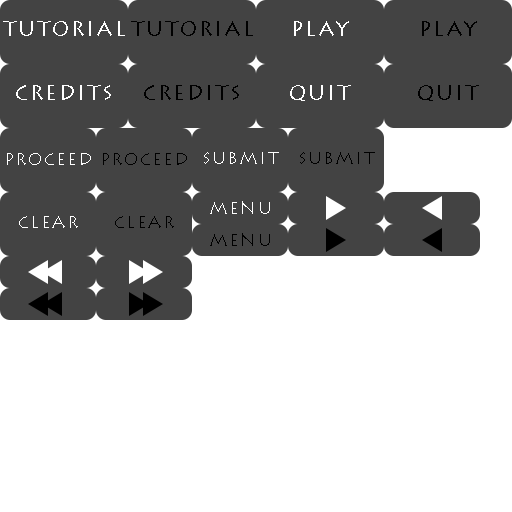 TUTORIAL TUTORIAL PLAY PLAY
CREDITS CREDITS QUIT QUIT
PROCEED PROCEED SUBMIT SUBMIT
CLEAR CLEAR MENU
MENU